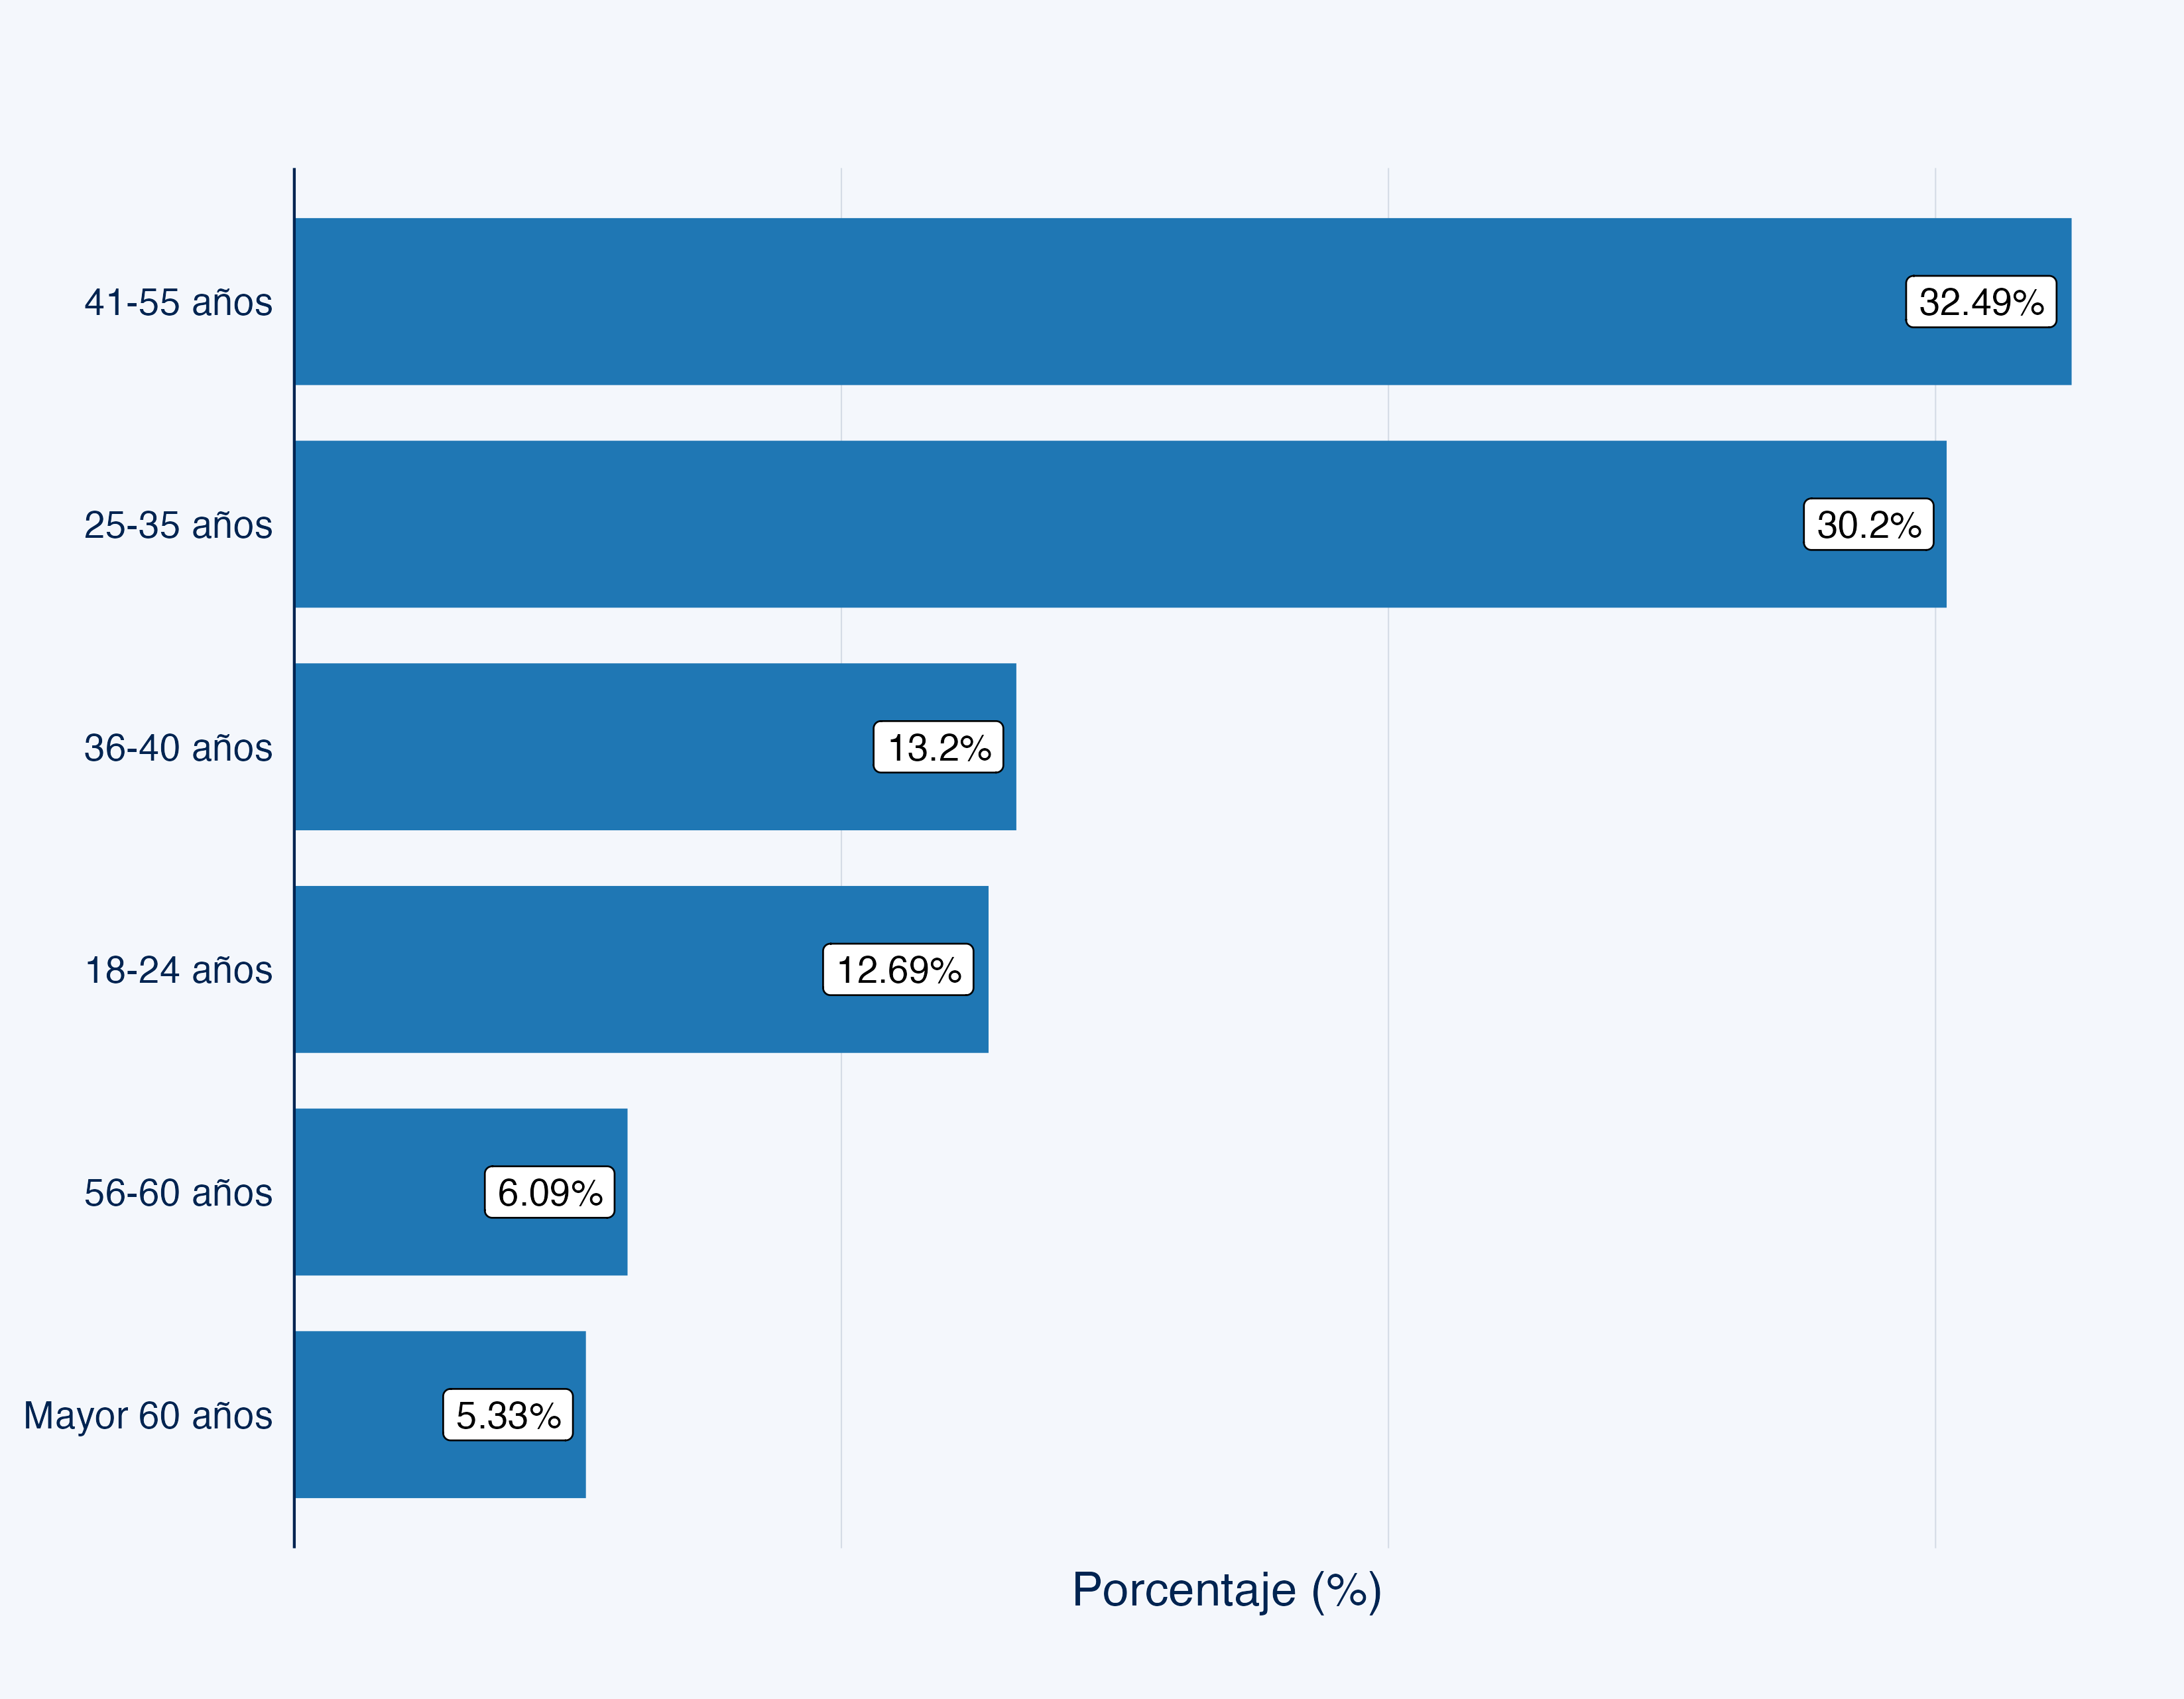 41-55 años 32.49%
25-35 años 30.2%
36-40 años 13.2%
18-24 años 12.69%
56-60 años 6.09%
Mayor 60 años 5.33%
Porcentaje (%)